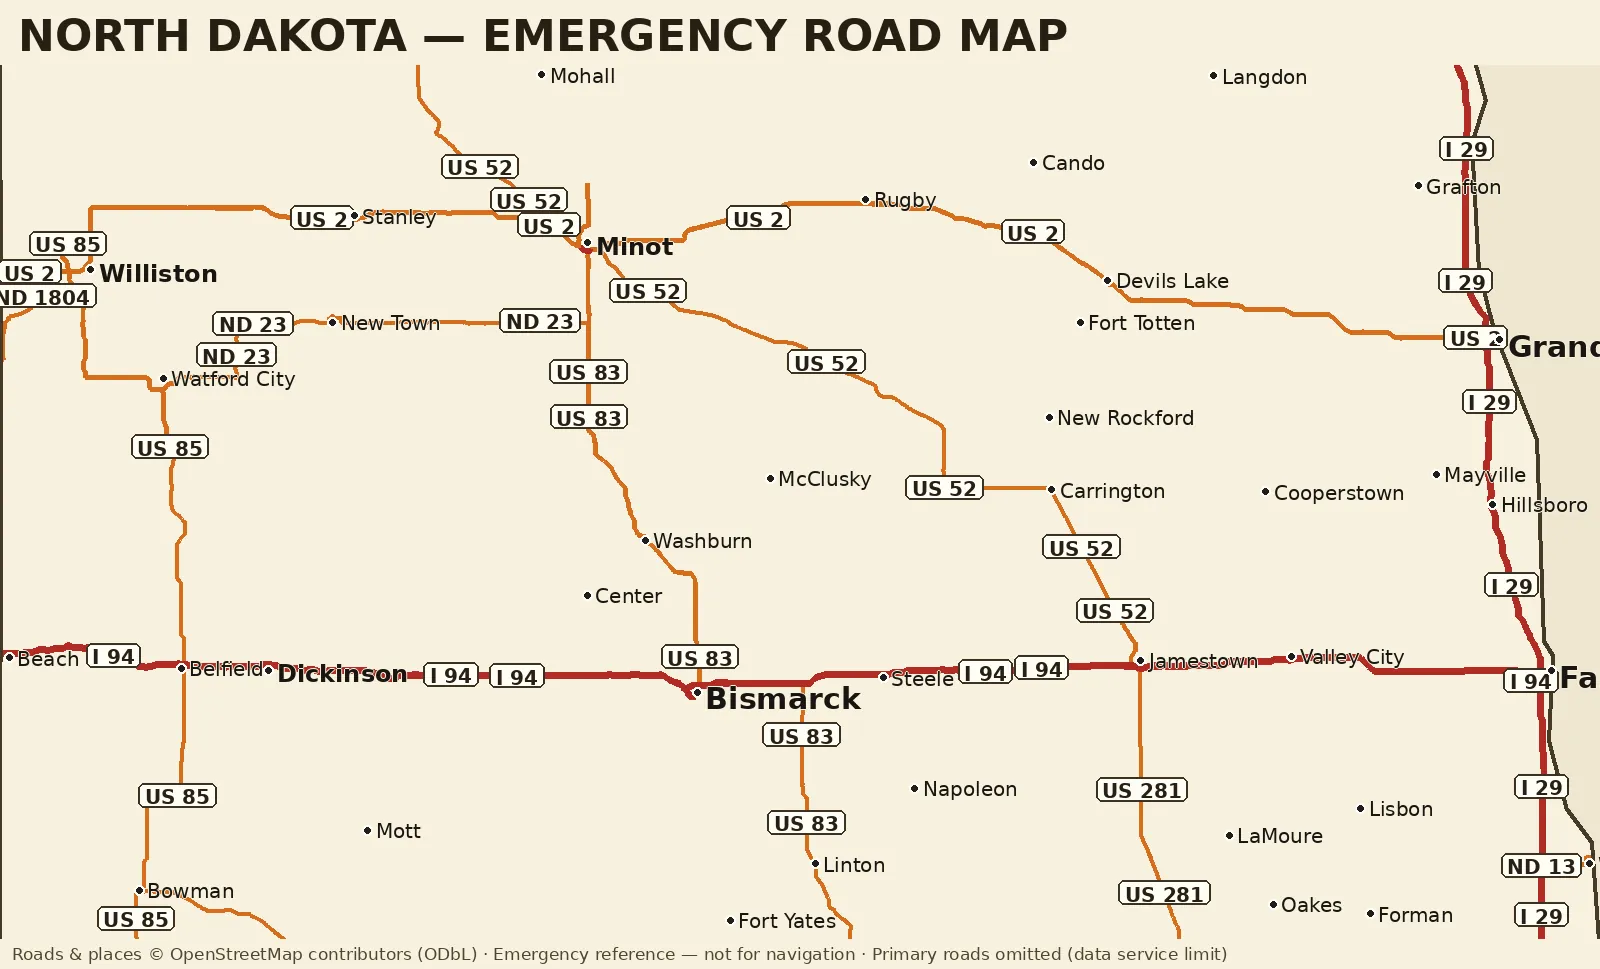 NORTH DAKOTA — EMERGENCY ROAD MAP
Mohall
Langdon
I 29
Cando
US 52
Grafton
US 52
Rugby
US 2
Stanley
US 2
US 2
US 2
US 85
Minot
US 2
Williston
Devils Lake
I 29
US 52
ND 1804
ND 23
New Town
ND 23
Fort Totten
US 2
Grand
ND 23
US 52
US 83
Watford City
I 29
US 83
New Rockford
US 85
McClusky
Mayville
US 52
Carrington
Cooperstown
Hillsboro
Washburn
US 52
I 29
Center
US 52
Beach
I 94
US 83
Jamestown
Valley City
Belfield
Dickinson
I 94
I 94
Steele
I 94
I 94
I 94
Fa
Bismarck
US 83
I 29
US 85
Napoleon
US 281
Lisbon
US 83
Mott
LaMoure
Linton
ND 13
Bowman
US 281
US 85
Fort Yates
Oakes
Forman
I 29
Roads & places © OpenStreetMap contributors (ODbL) · Emergency reference — not for navigation · Primary roads omitted (data service limit)